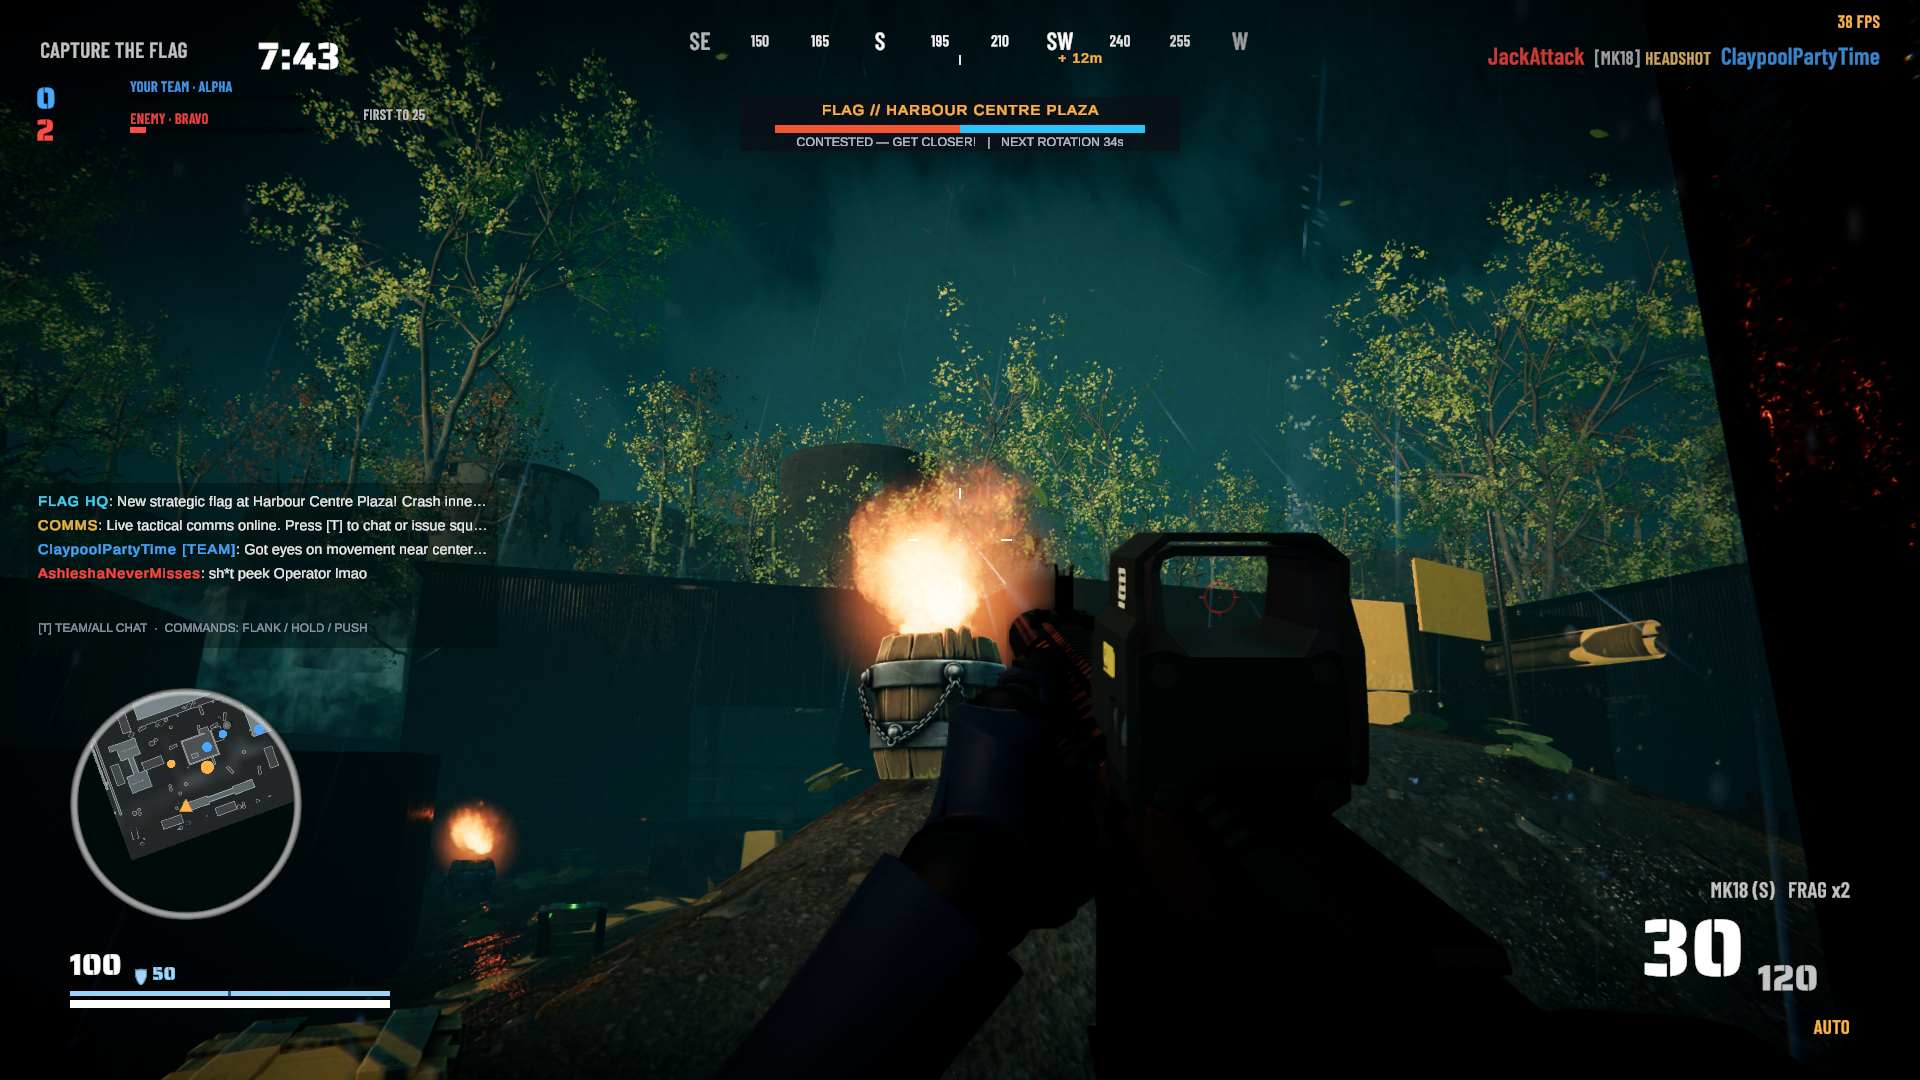 38 FPS
CAPTURE THE FLAG 7:43
SE 150 165 S 195 210 SW 240 255 W
+ 12m
JackAttack [MK18] HEADSHOT ClaypoolPartyTime
0 YOUR TEAM · ALPHA
2 ENEMY · BRAVO
FIRST TO 25
FLAG // HARBOUR CENTRE PLAZA
CONTESTED — GET CLOSER! | NEXT ROTATION 34s
FLAG HQ: New strategic flag at Harbour Centre Plaza! Crash inne...
COMMS: Live tactical comms online. Press [T] to chat or issue squ...
ClaypoolPartyTime [TEAM]: Got eyes on movement near center...
AshleshaNeverMisses: sh*t peek Operator lmao
[T] TEAM/ALL CHAT · COMMANDS: FLANK / HOLD / PUSH
100 50
MK18 (S) FRAG x2
30 120
AUTO